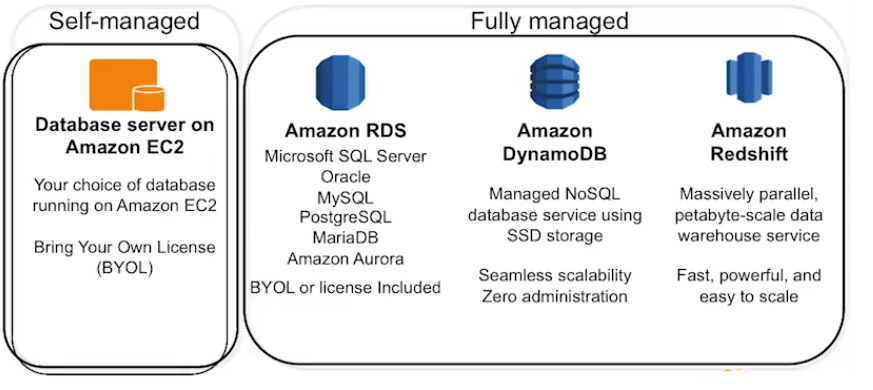 Self-managed
Fully managed
Database server on
Amazon EC2
Your choice of database
running on Amazon EC2
Bring Your Own License
(BYOL)
Amazon RDS
Microsoft SQL Server
Oracle
MySQL
PostgreSQL
MariaDB
Amazon Aurora
BYOL or license Included
Amazon
DynamoDB
Managed NoSQL
database service using
SSD storage
Seamless scalability
Zero administration
Amazon
Redshift
Massively parallel,
petabyte-scale data
warehouse service
Fast, powerful, and
easy to scale